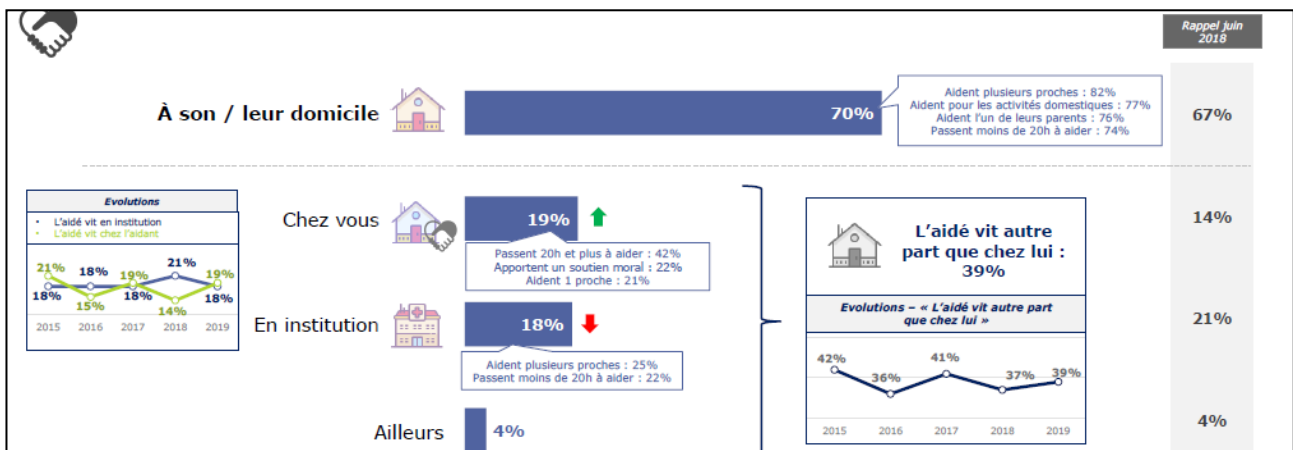 Rappel juin
2018
À son / leur domicile
70%
Aident plusieurs proches : 82%
Aident pour les activités domestiques : 77%
Aident l'un de leurs parents : 76%
Passent moins de 20h à aider : 74%
67%
Evolutions
• L'aidé vit en institution
• L'aidé vit chez l'aidant
21%
18%
19%
21%
19%
18%
15%
18%
14%
18%
2015 2016 2017 2018 2019
Chez vous
19%
Passent 20h et plus à aider : 42%
Apportent un soutien moral : 22%
Aident 1 proche : 21%
14%
En institution
18%
Aident plusieurs proches : 25%
Passent moins de 20h à aider : 22%
21%
L'aidé vit autre
part que chez lui :
39%
Evolutions – « L'aidé vit autre part
que chez lui »
42%
36%
41%
37%
39%
2015 2016 2017 2018 2019
Ailleurs
4%
4%